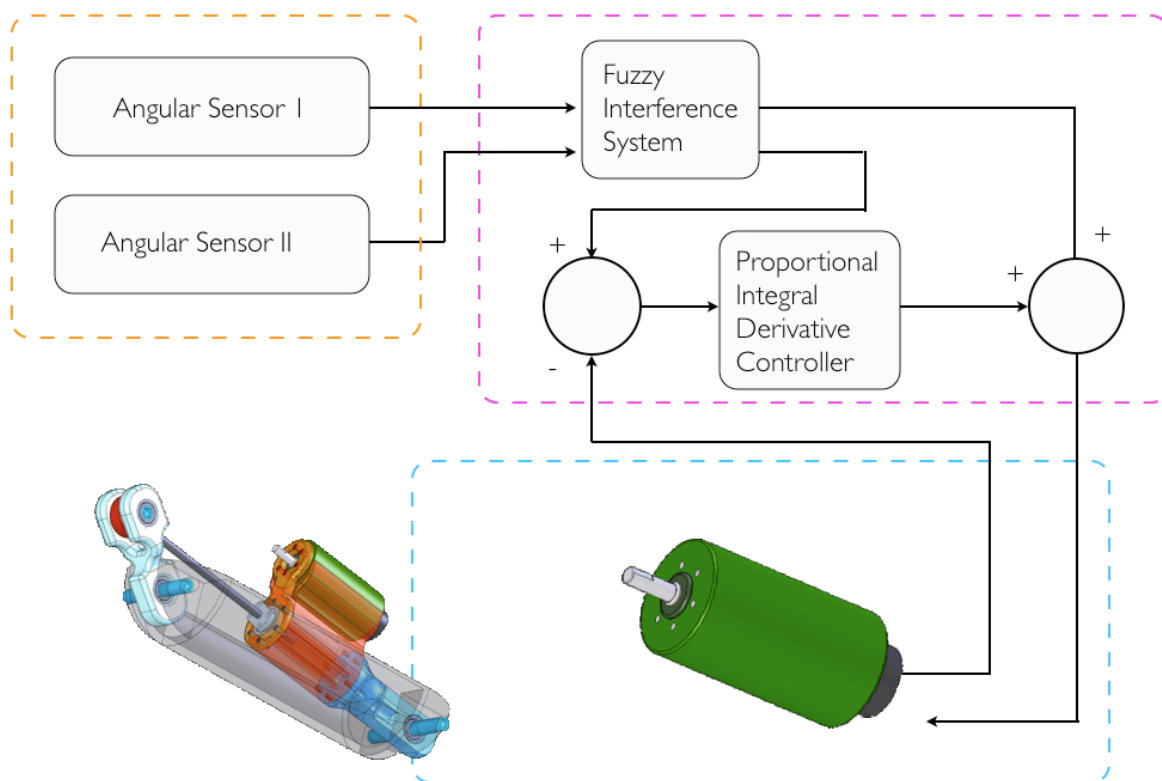 Angular Sensor I
Angular Sensor II
Fuzzy
Interference
System
+
-
Proportional
Integral
Derivative
Controller
+
+